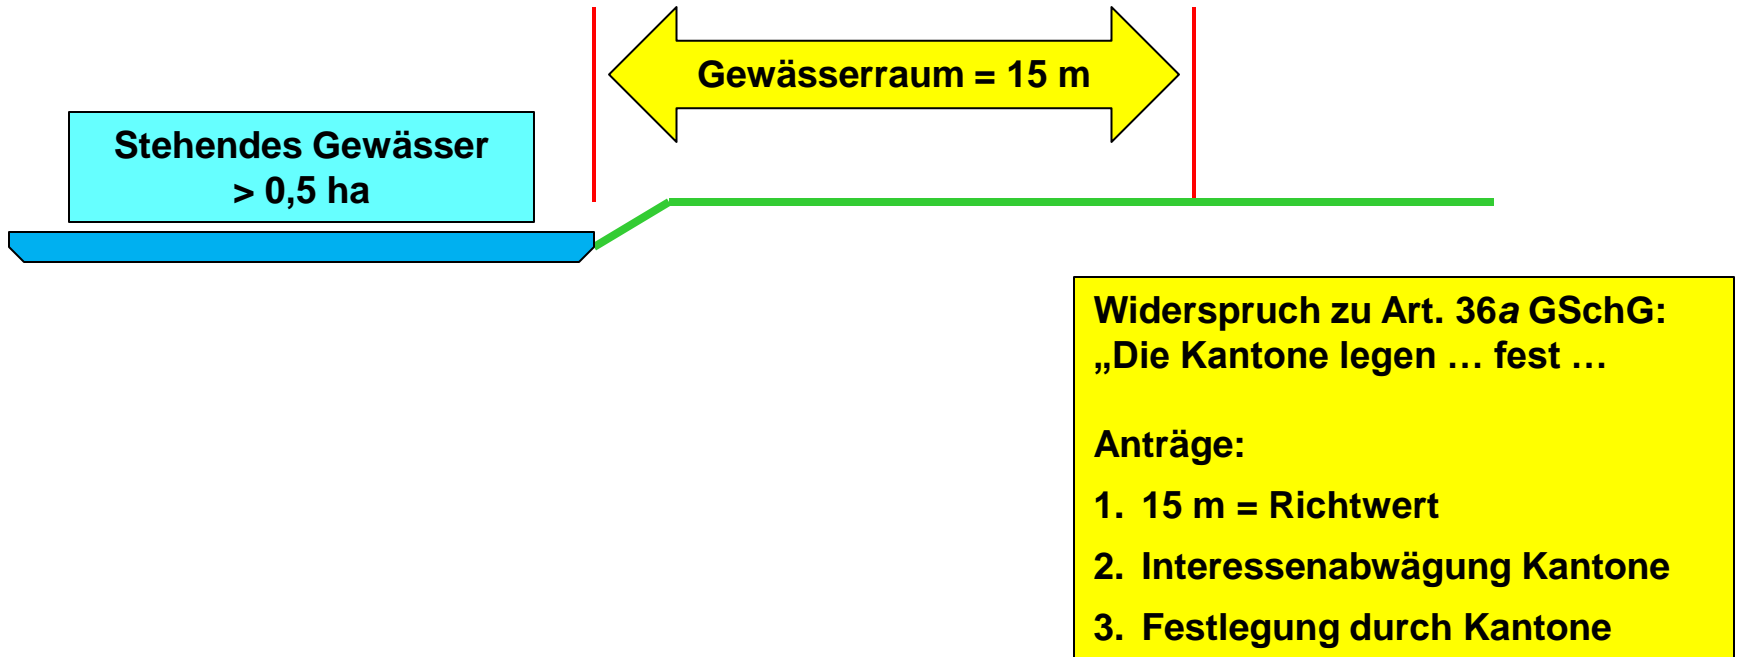 Gewässerraum = 15 m
Stehendes Gewässer
> 0,5 ha
Widerspruch zu Art. 36a GSchG:
„Die Kantone legen … fest …
Anträge:
1. 15 m = Richtwert
2. Interessenabwägung Kantone
3. Festlegung durch Kantone